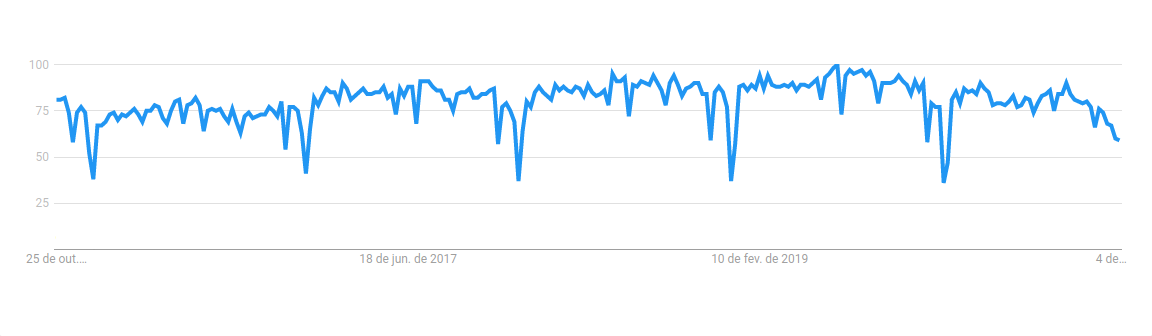 100
75
50
25
25 de out.…
18 de jun. de 2017
10 de fev. de 2019
4 de…